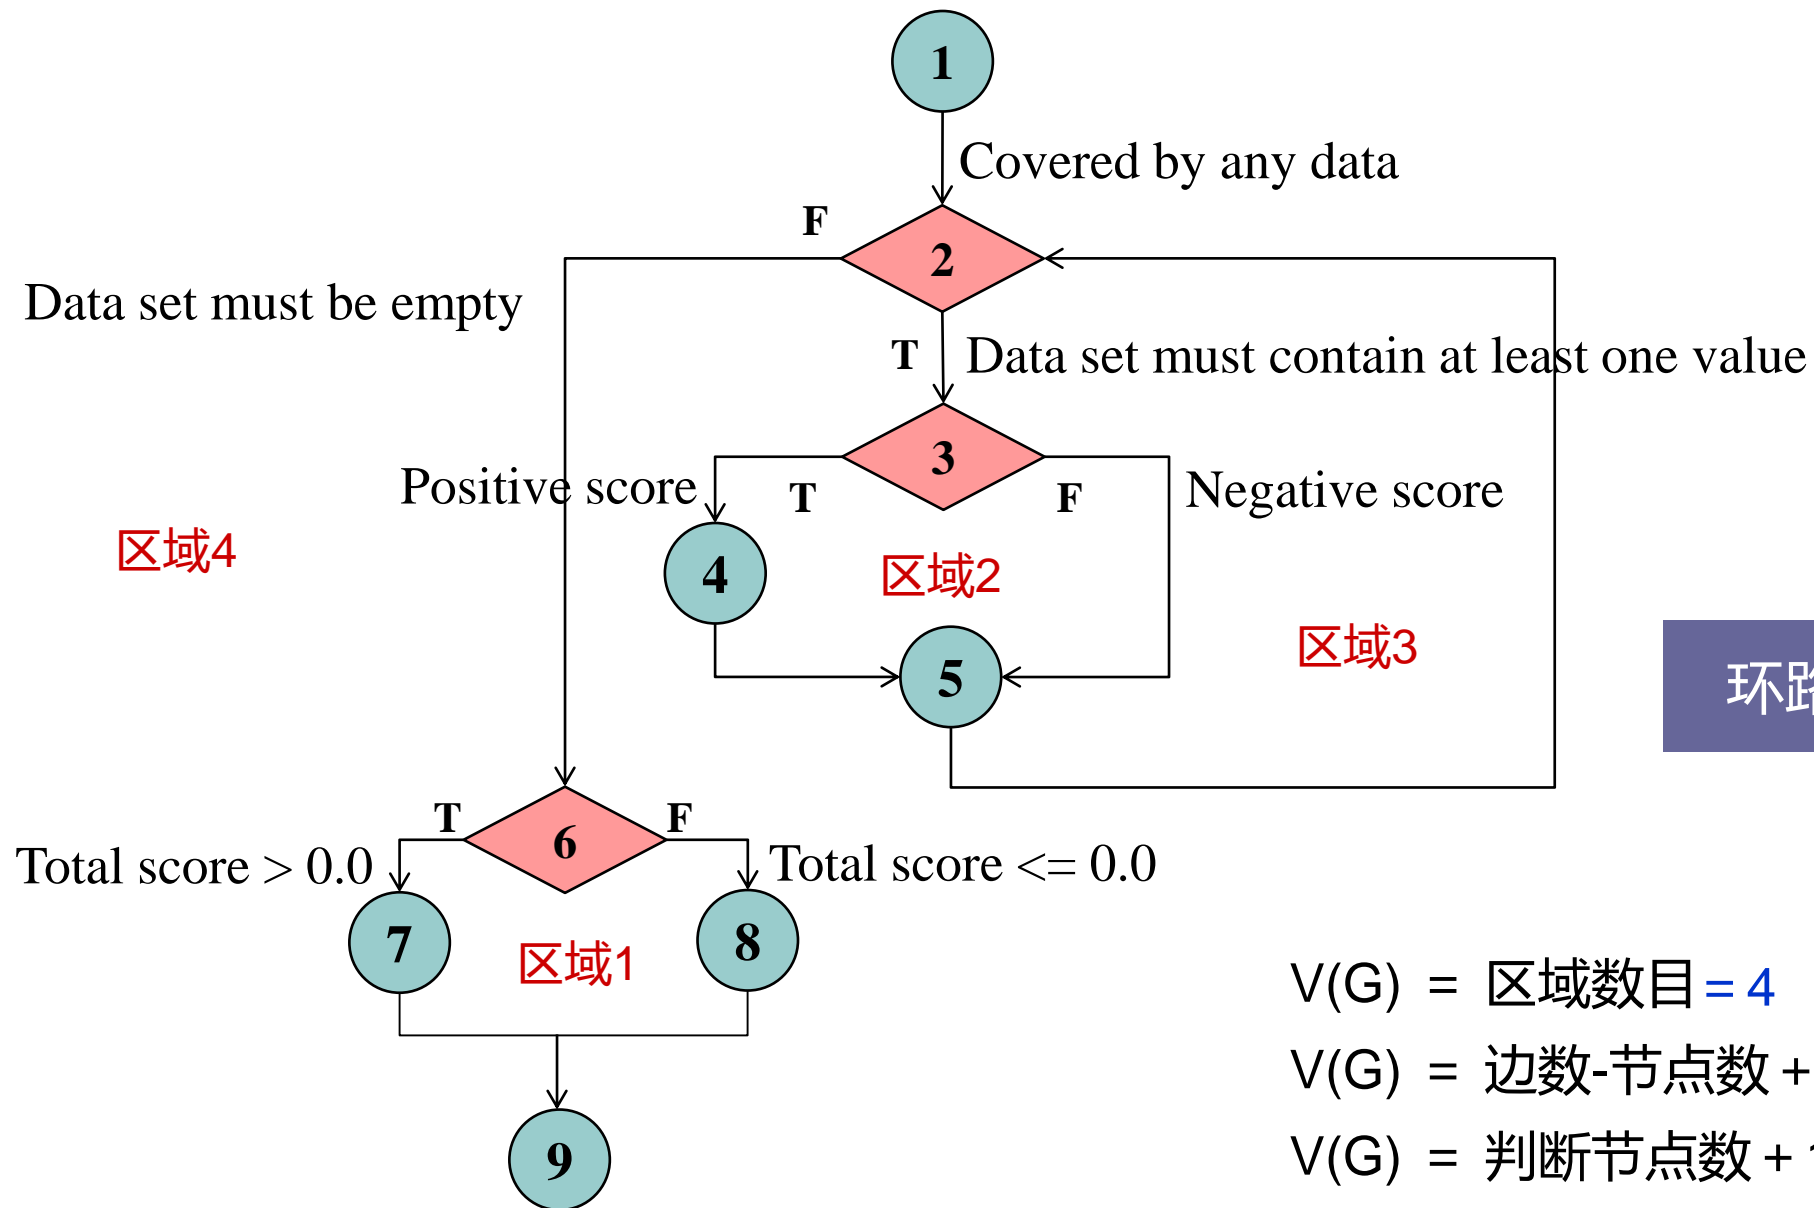 1
Covered by any data
F
2
Data set must be empty
T
Data set must contain at least one value
3
Positive score
T
F
Negative score
区域4
4
区域2
区域3
5
环路
T
6
F
Total score > 0.0
Total score <= 0.0
7
区域1
8
V(G) = 区域数目 = 4
V(G) = 边数-节点数 +
V(G) = 判断节点数 +
9